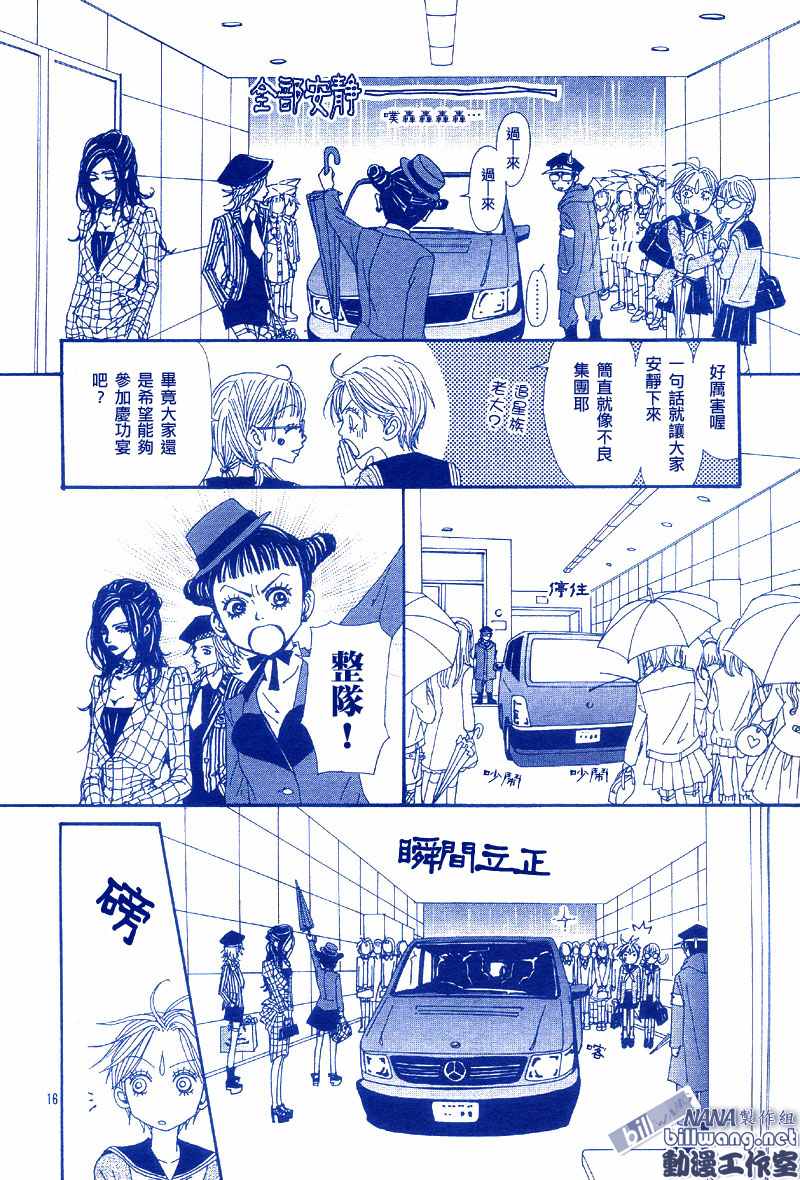 全部安靜
噗轟轟轟轟…
過來
過來
………
好厲害喔
一句話就讓大家
安靜下來
簡直就像不良
集團耶
追星族
老大？
畢竟大家還
是希望能夠
參加慶功宴
吧？
停住
吵鬧
吵鬧
整隊！
瞬間立正
磅
16
bill
NANA製作組
billwang.net
動漫工作室